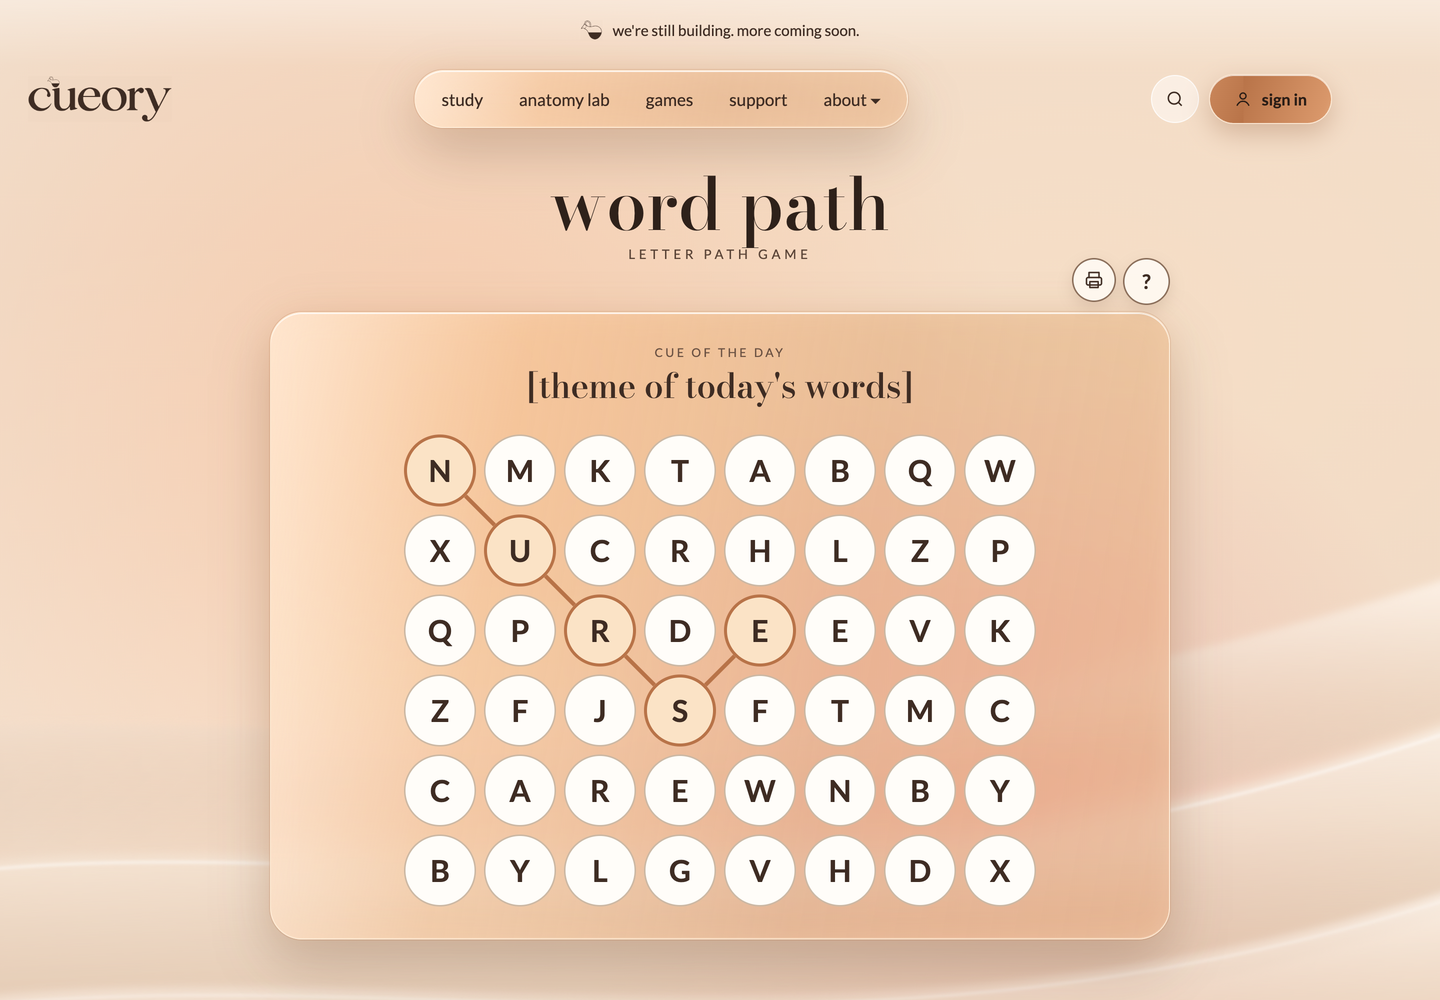 we're still building. more coming soon.
cueory
study anatomy lab games support about
sign in
word path
LETTER PATH GAME
?
CUE OF THE DAY
[theme of today's words]
N M K T A B Q W
X U C R H L Z P
Q P R D E E V K
Z F J S F T M C
C A R E W N B Y
B Y L G V H D X